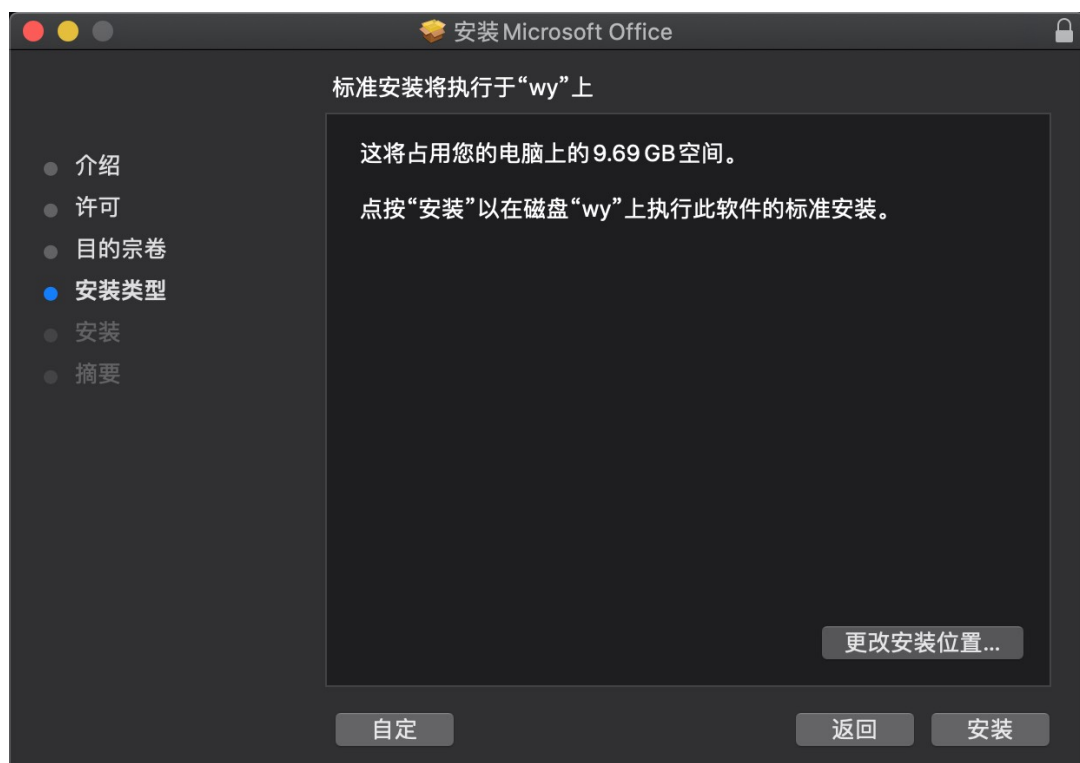 安装 Microsoft Office
标准安装将执行于“wy”上
介绍
许可
目的宗卷
安装类型
安装
摘要
这将占用您的电脑上的 9.69 GB 空间。
点按“安装”以在磁盘“wy”上执行此软件的标准安装。
更改安装位置...
自定
返回
安装